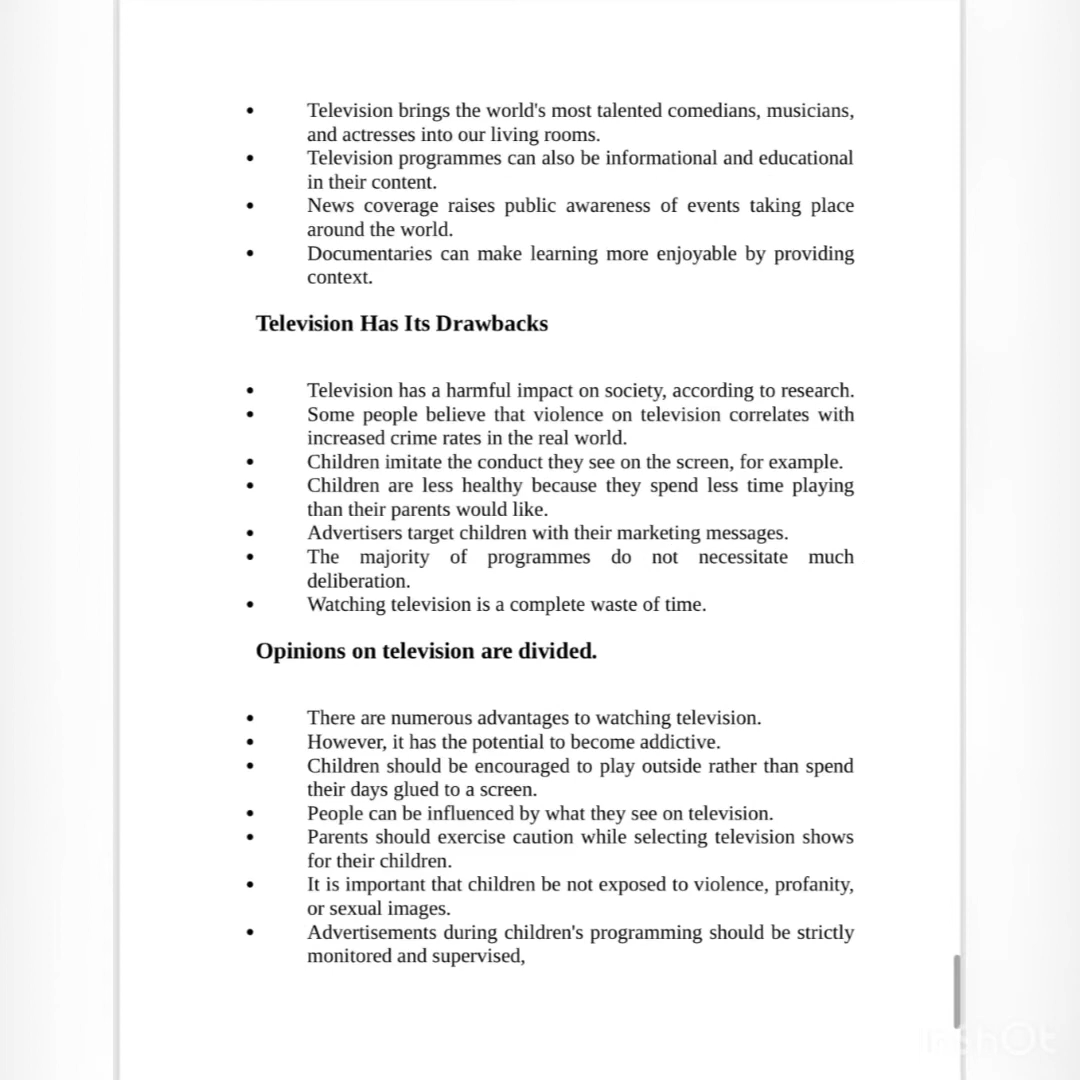 • Television brings the world's most talented comedians, musicians,
and actresses into our living rooms.
• Television programmes can also be informational and educational
in their content.
• News coverage raises public awareness of events taking place
around the world.
• Documentaries can make learning more enjoyable by providing
context.
Television Has Its Drawbacks
• Television has a harmful impact on society, according to research.
• Some people believe that violence on television correlates with
increased crime rates in the real world.
• Children imitate the conduct they see on the screen, for example.
• Children are less healthy because they spend less time playing
than their parents would like.
• Advertisers target children with their marketing messages.
• The majority of programmes do not necessitate much
deliberation.
• Watching television is a complete waste of time.
Opinions on television are divided.
• There are numerous advantages to watching television.
• However, it has the potential to become addictive.
• Children should be encouraged to play outside rather than spend
their days glued to a screen.
• People can be influenced by what they see on television.
• Parents should exercise caution while selecting television shows
for their children.
• It is important that children be not exposed to violence, profanity,
or sexual images.
• Advertisements during children's programming should be strictly
monitored and supervised,